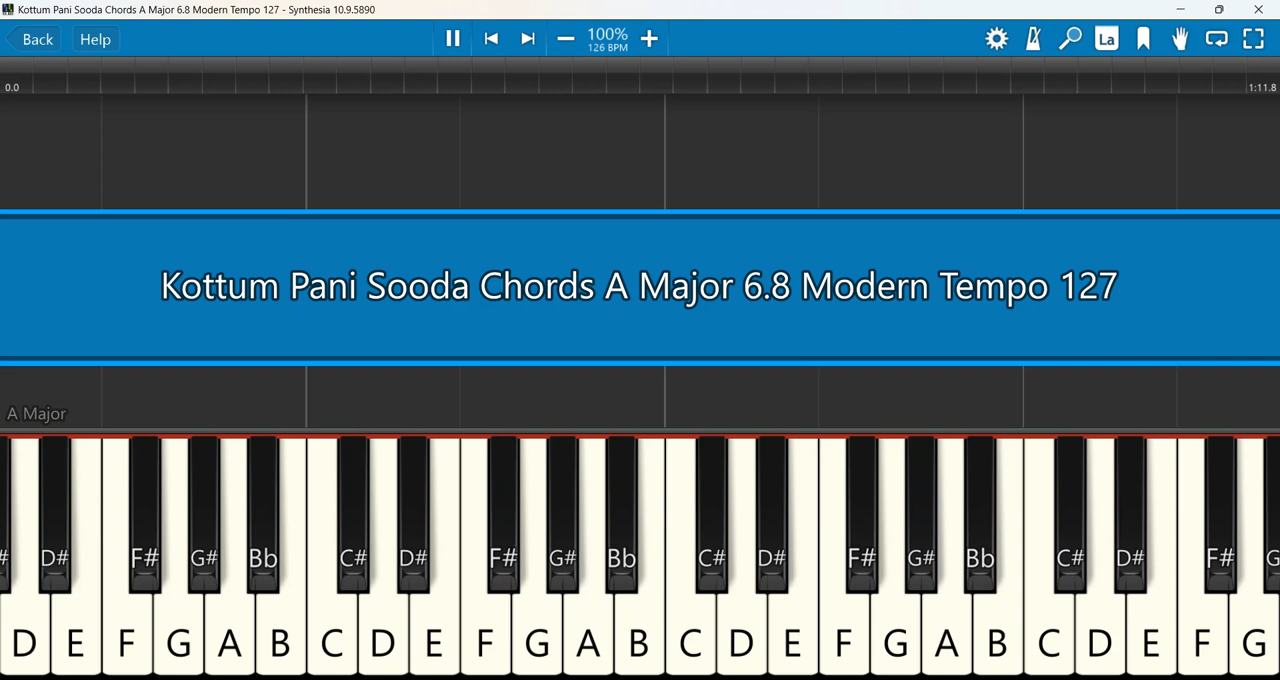 Kottum Pani Sooda Chords A Major 6.8 Modern Tempo 127 - Synthesia 10.9.5890
Back Help 100% La
126 BPM
0.0 1:11.8
Kottum Pani Sooda Chords A Major 6.8 Modern Tempo 127
A Major
# D# F# G# Bb C# D# F# G# Bb C# D# F# G# Bb C# D# F# G
D E F G A B C D E F G A B C D E F G A B C D E F G